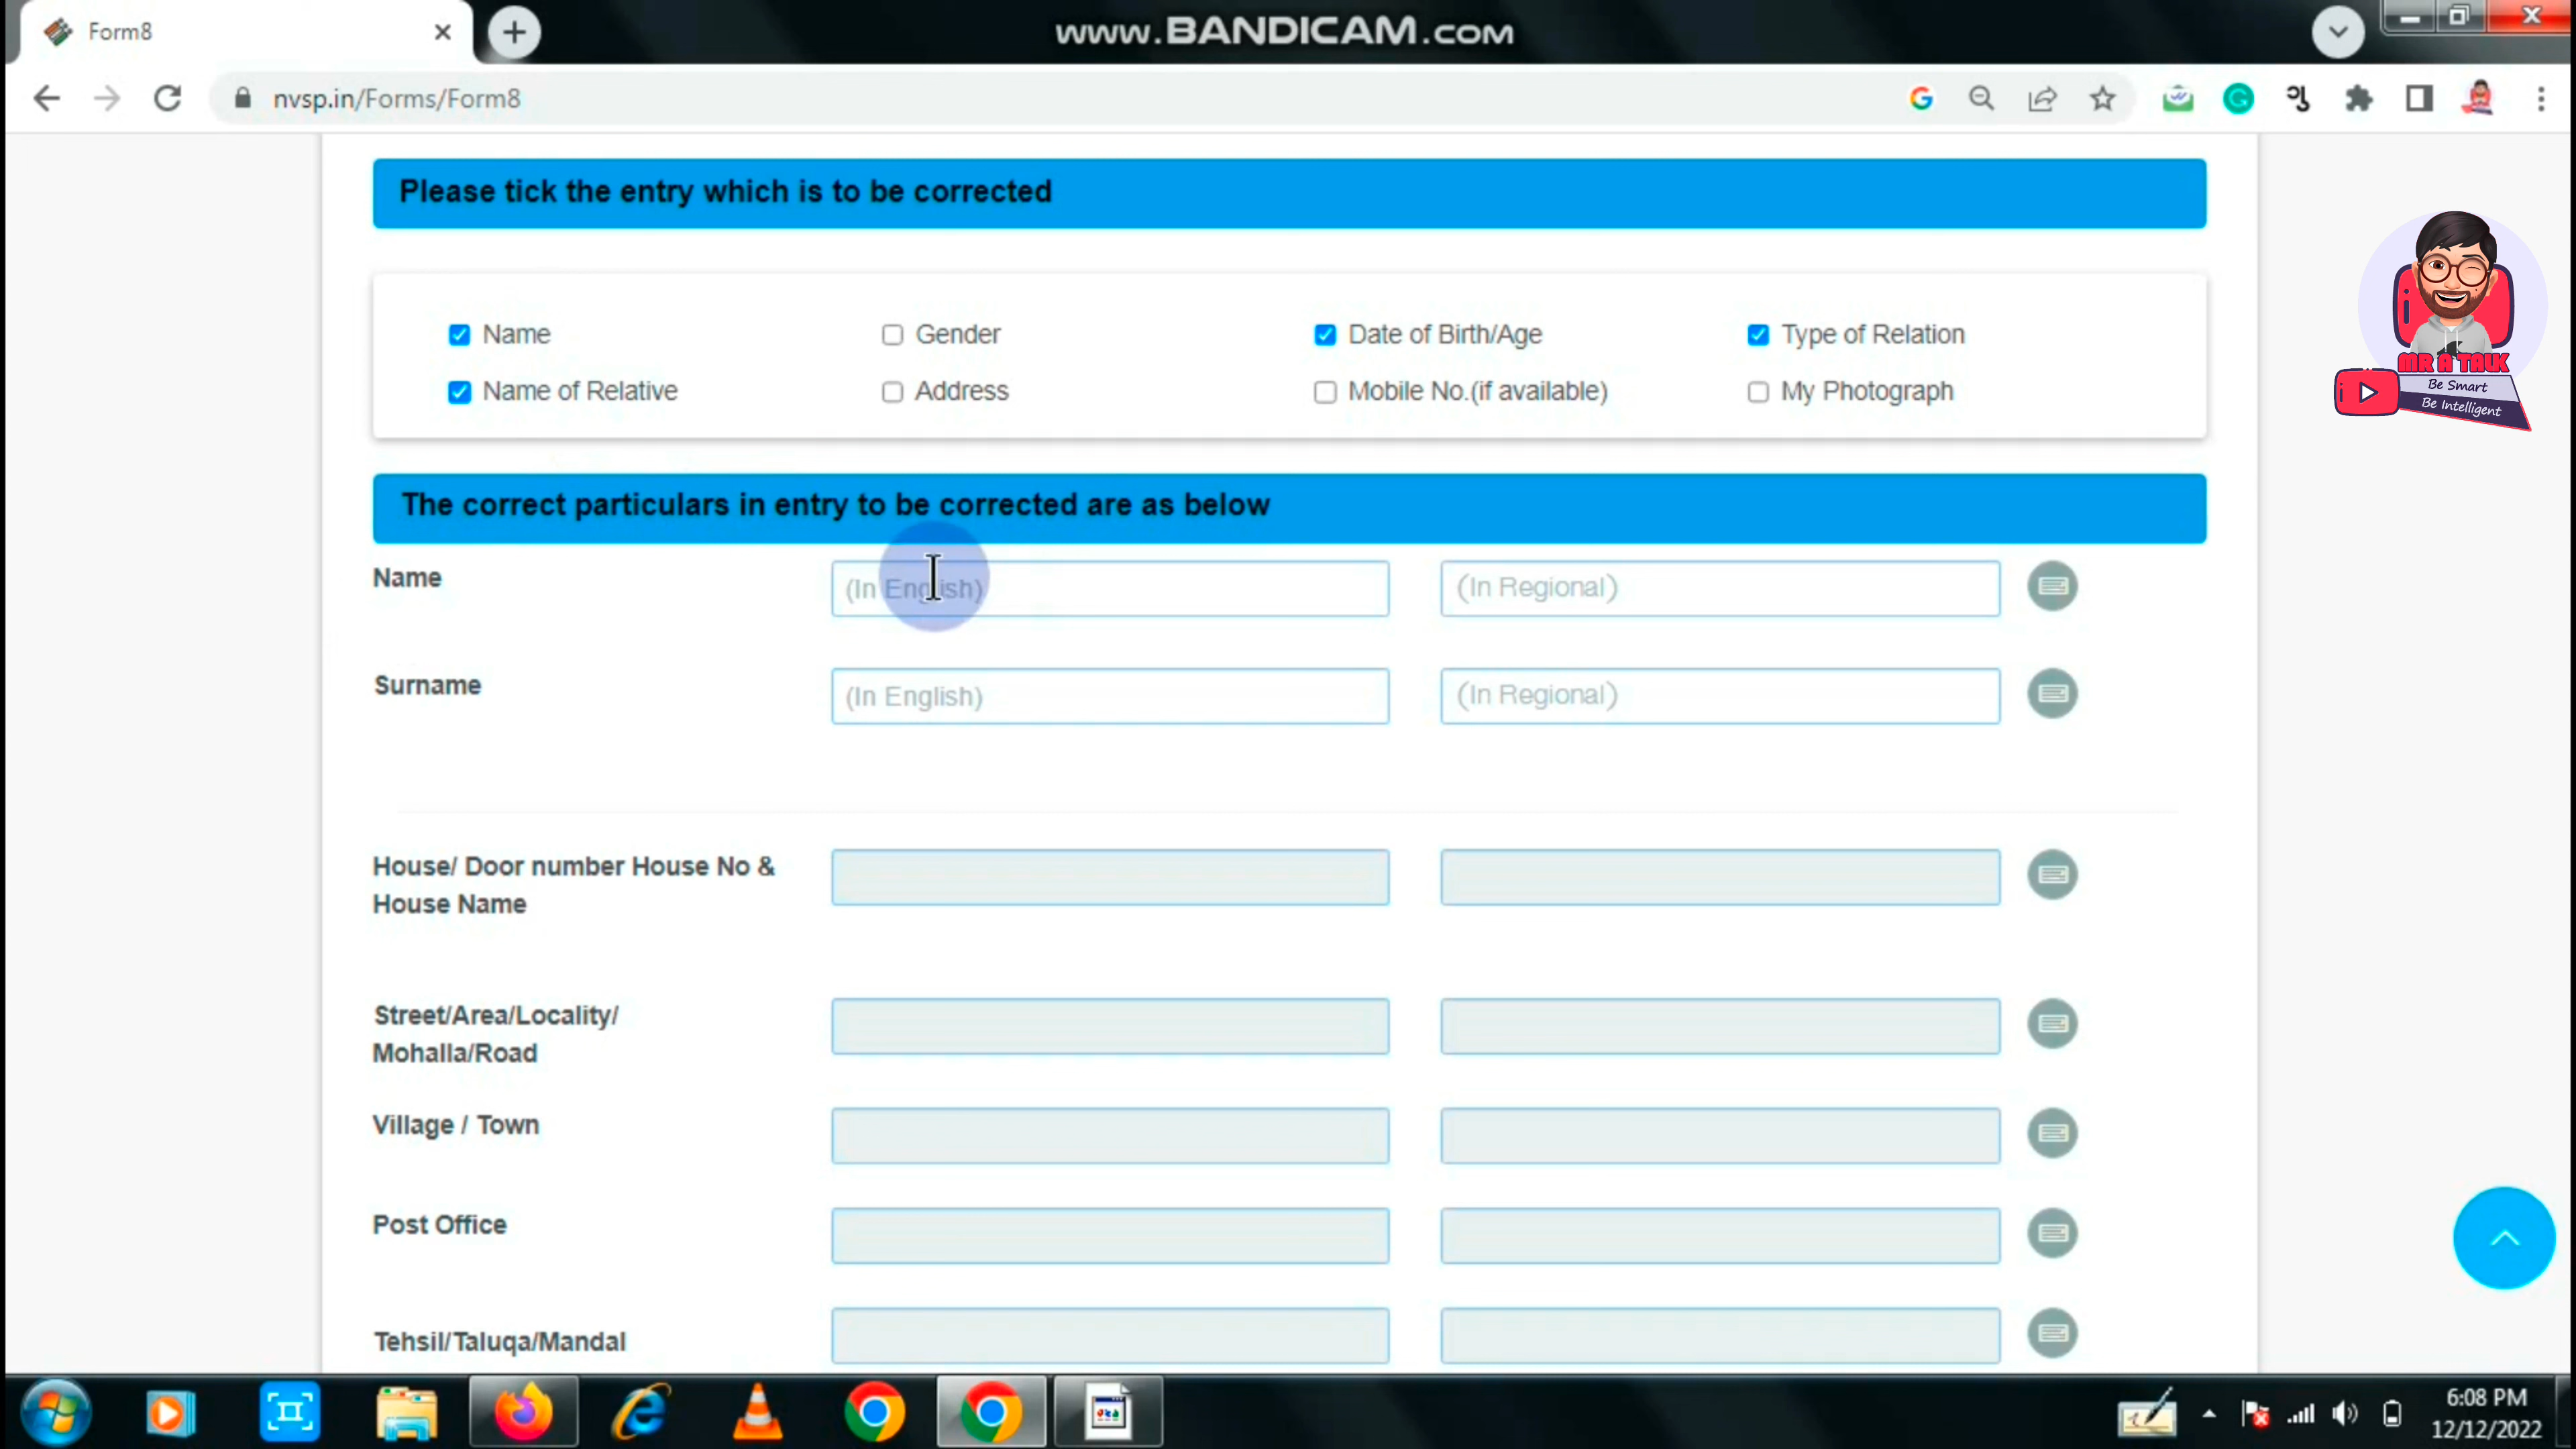 Form8
www.BANDICAM.com
nvsp.in/Forms/Form8
Please tick the entry which is to be corrected
Name
Gender
Date of Birth/Age
Type of Relation
Name of Relative
Address
Mobile No.(if available)
My Photograph
MR A TALK
Be Smart
Be Intelligent
The correct particulars in entry to be corrected are as below
Name
(In English)
(In Regional)
Surname
(In English)
(In Regional)
House/ Door number House No &
House Name
Street/Area/Locality/
Mohalla/Road
Village / Town
Post Office
Tehsil/Taluqa/Mandal
6:08 PM
12/12/2022